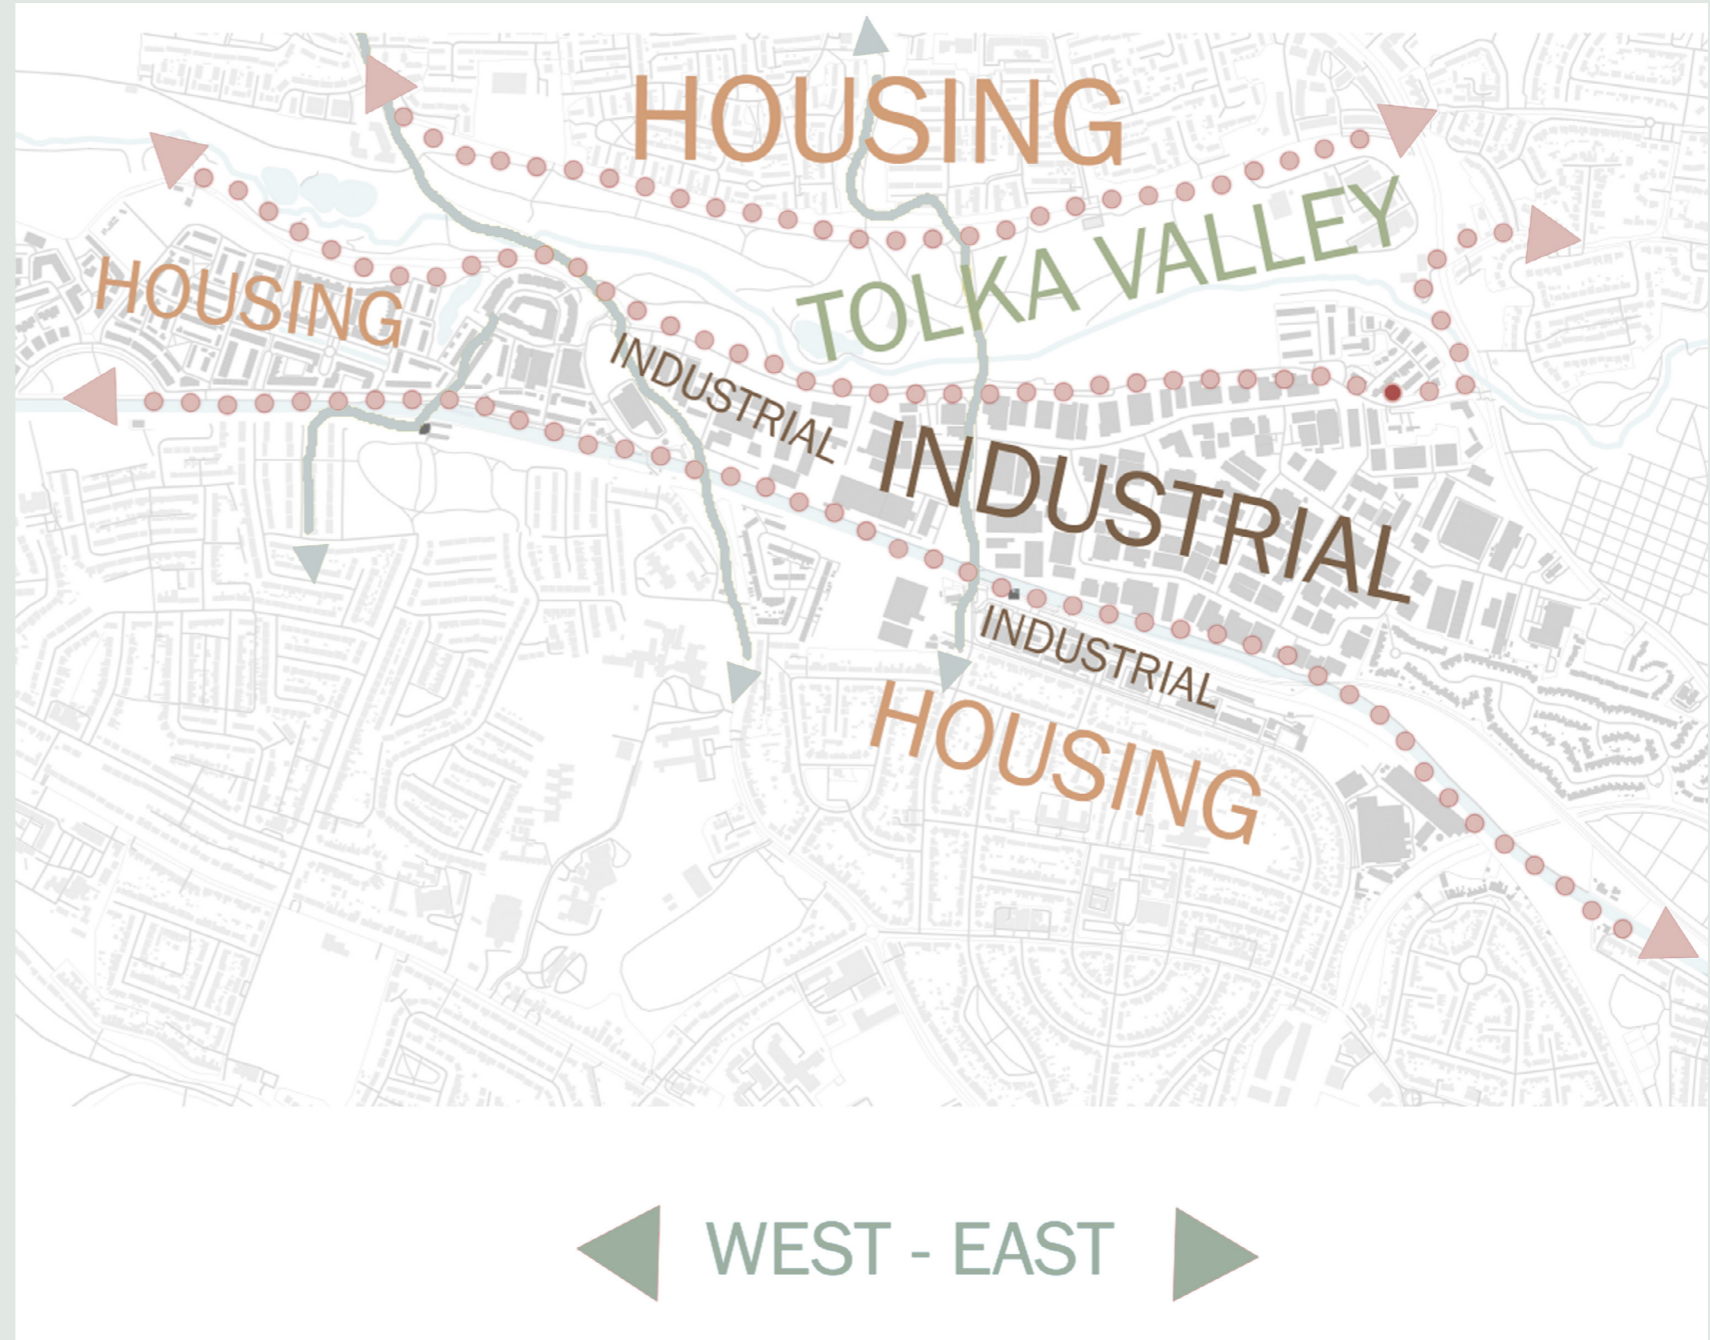 HOUSING
TOLKA VALLEY
HOUSING
INDUSTRIAL
INDUSTRIAL
INDUSTRIAL
HOUSING
WEST - EAST